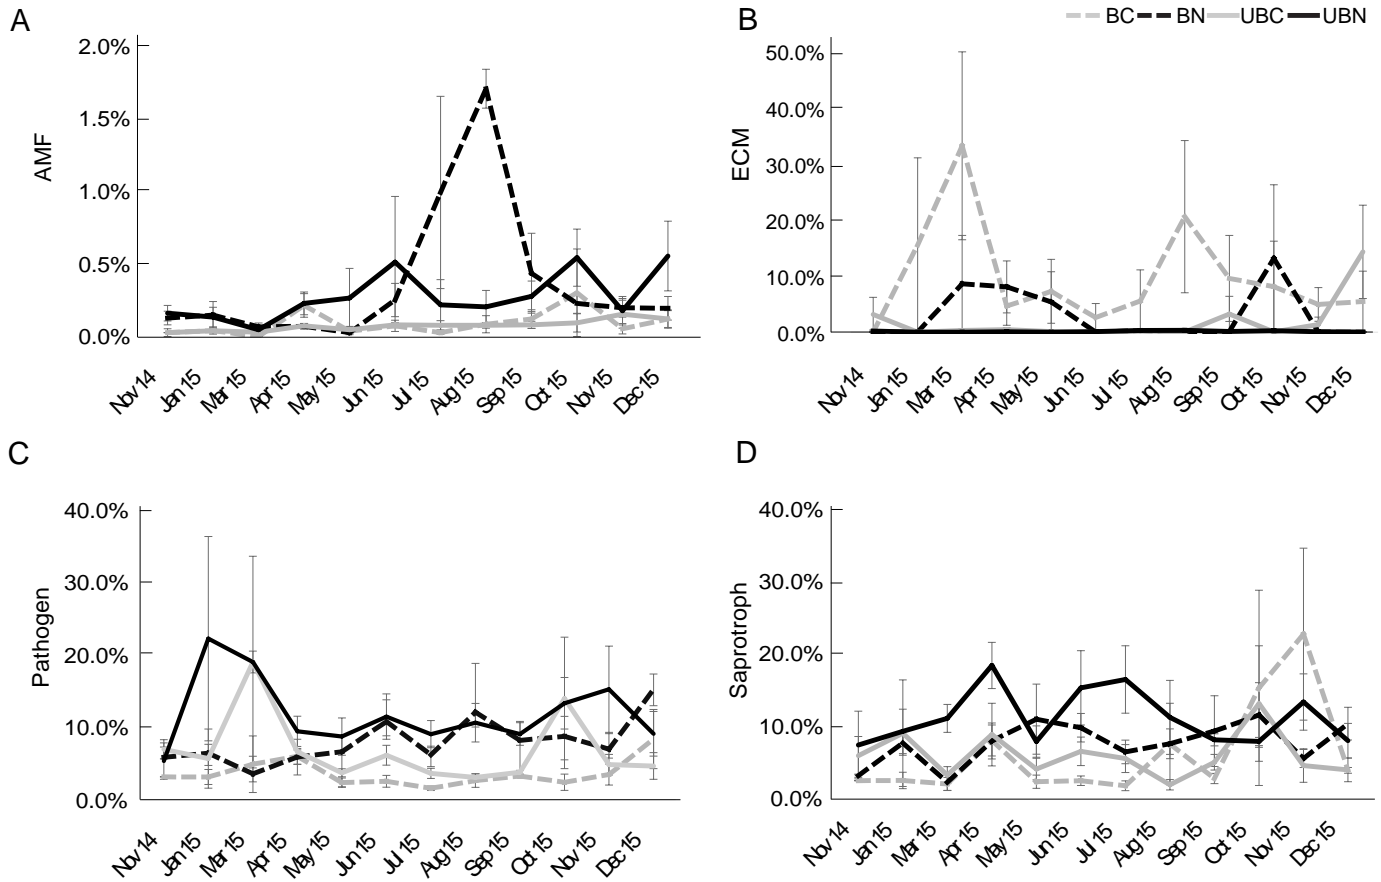 A
B
BC BN UBC UBN
2.0%
1.5%
1.0%
0.5%
0.0%
AMF
Nov 14 Jan 15 Mar 15 Apr 15 May 15 Jun 15 Jul 15 Aug 15 Sep 15 Oct 15 Nov 15 Dec 15
50.0%
40.0%
30.0%
20.0%
10.0%
0.0%
ECM
Nov 14 Jan 15 Mar 15 Apr 15 May 15 Jun 15 Jul 15 Aug 15 Sep 15 Oct 15 Nov 15 Dec 15
C
40.0%
30.0%
20.0%
10.0%
0.0%
Pathogen
Nov 14 Jan 15 Mar 15 Apr 15 May 15 Jun 15 Jul 15 Aug 15 Sep 15 Oct 15 Nov 15 Dec 15
D
40.0%
30.0%
20.0%
10.0%
0.0%
Saprotroph
Nov 14 Jan 15 Mar 15 Apr 15 May 15 Jun 15 Jul 15 Aug 15 Sep 15 Oct 15 Nov 15 Dec 15